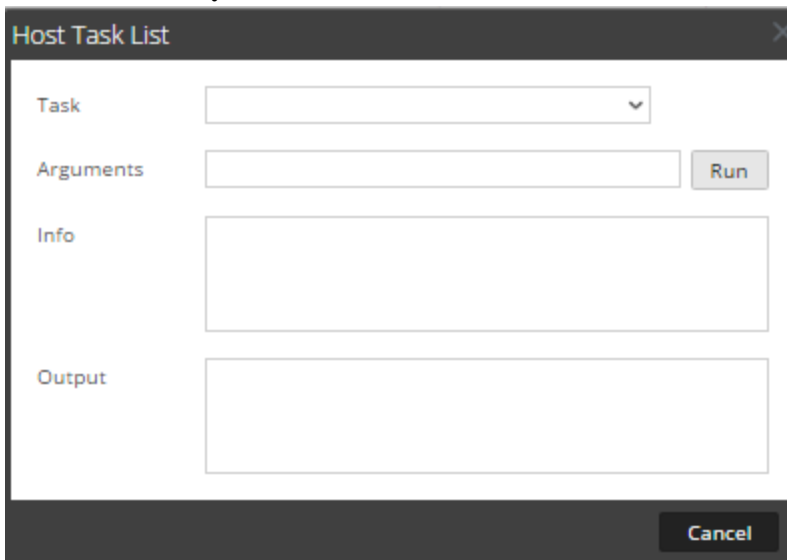 Host Task List
Task
Arguments
Run
Info
Output
Cancel